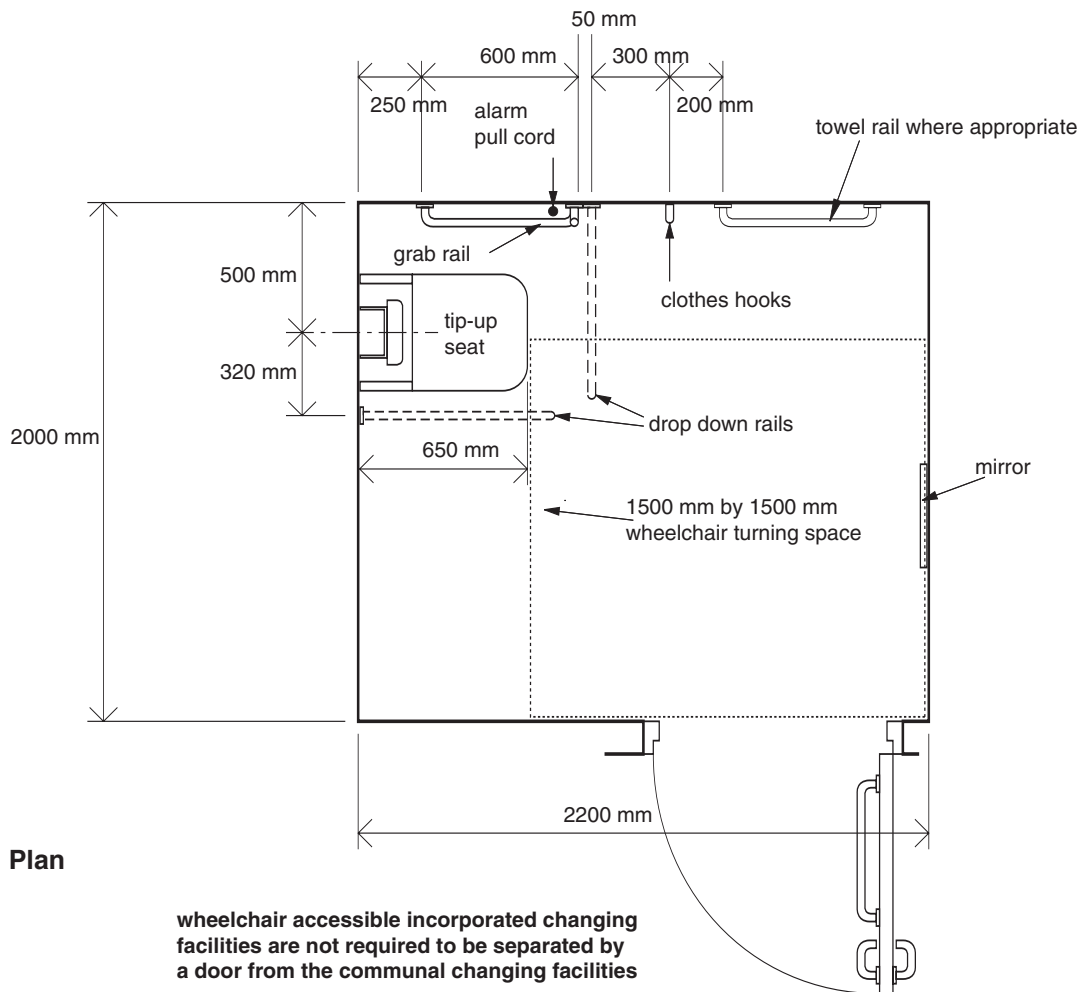 50 mm
600 mm
300 mm
250 mm
200 mm
alarm
pull cord
towel rail where appropriate
grab rail
500 mm
clothes hooks
tip-up
seat
320 mm
drop down rails
2000 mm
650 mm
mirror
1500 mm by 1500 mm
wheelchair turning space
2200 mm
Plan
wheelchair accessible incorporated changing
facilities are not required to be separated by
a door from the communal changing facilities